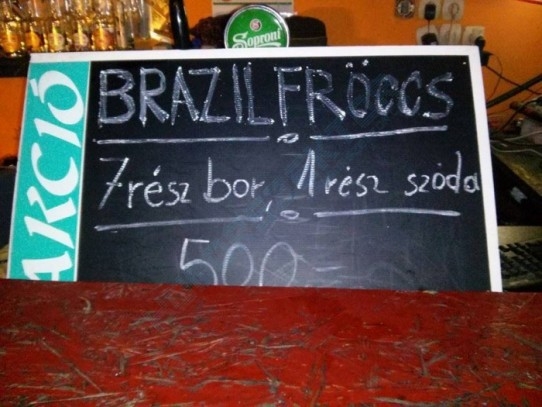 Soproni
AKCIÓ
BRAZILFRÖCCS
7 rész bor, 1 rész szóda
500